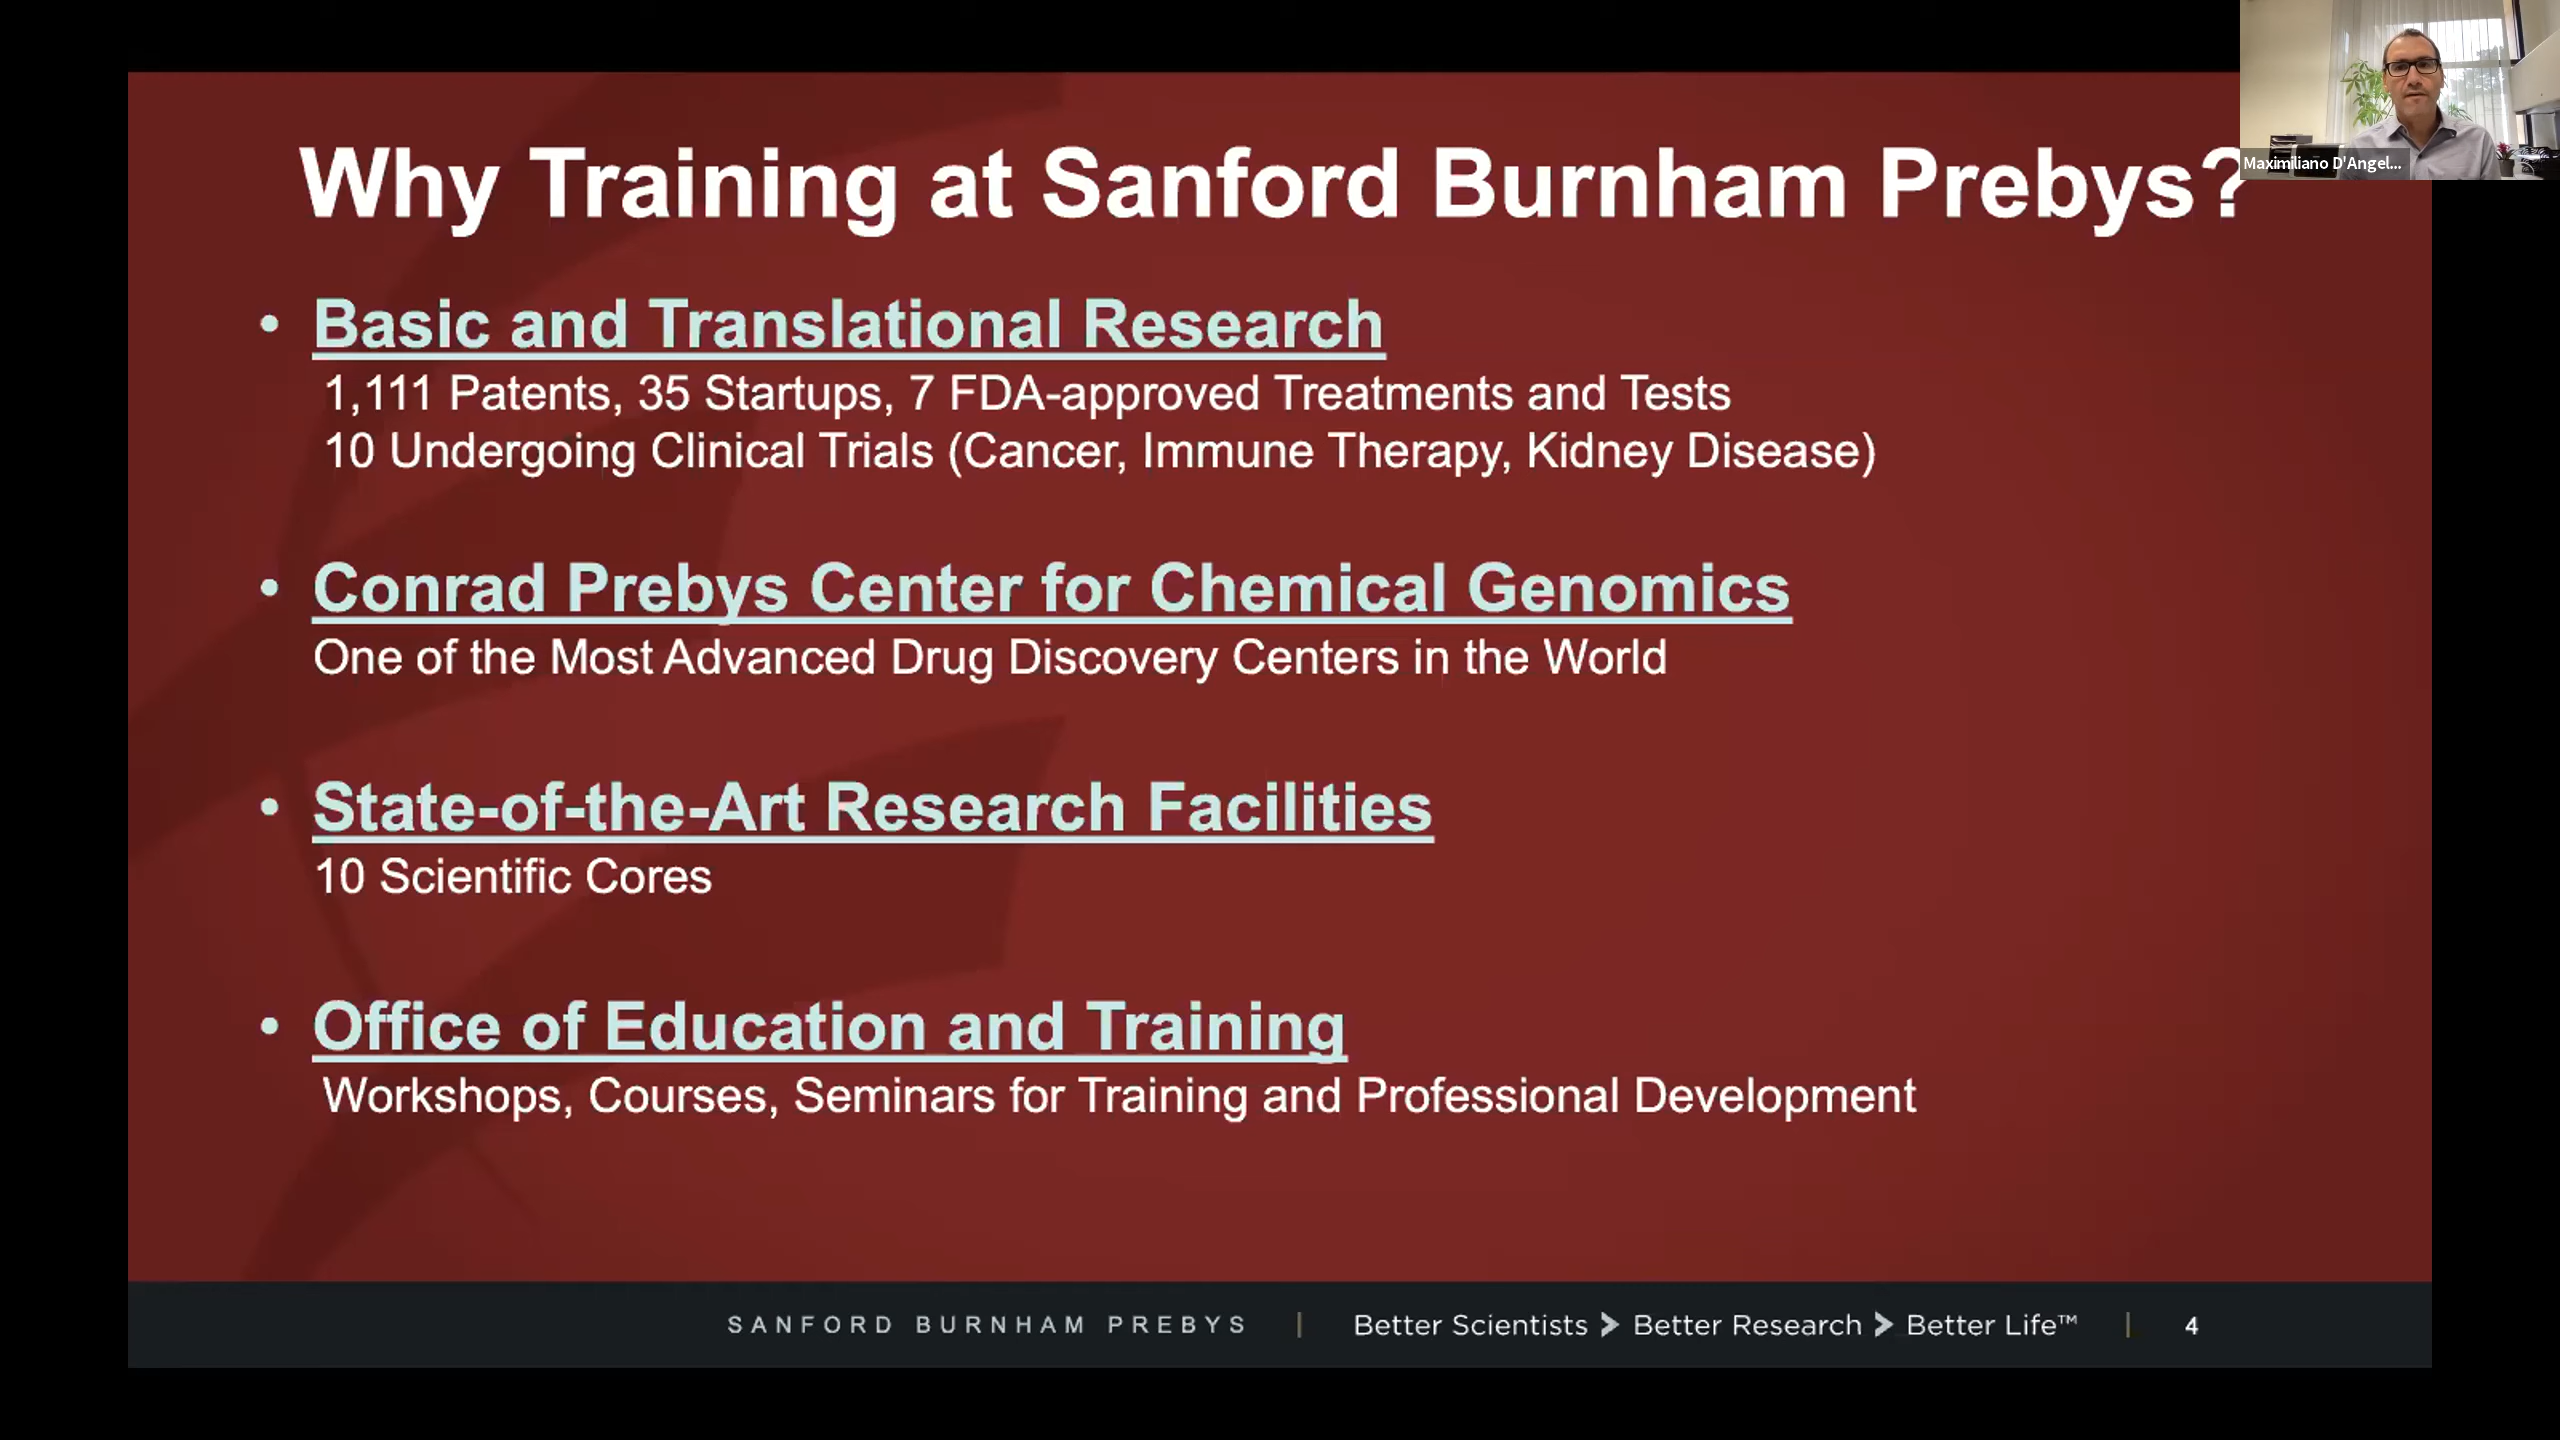 Why Training at Sanford Burnham Prebys?
Maximiliano D'Angel...
• Basic and Translational Research
1,111 Patents, 35 Startups, 7 FDA-approved Treatments and Tests
10 Undergoing Clinical Trials (Cancer, Immune Therapy, Kidney Disease)
• Conrad Prebys Center for Chemical Genomics
One of the Most Advanced Drug Discovery Centers in the World
• State-of-the-Art Research Facilities
10 Scientific Cores
• Office of Education and Training
Workshops, Courses, Seminars for Training and Professional Development
SANFORD BURNHAM PREBYS | Better Scientists > Better Research > Better Life™ | 4